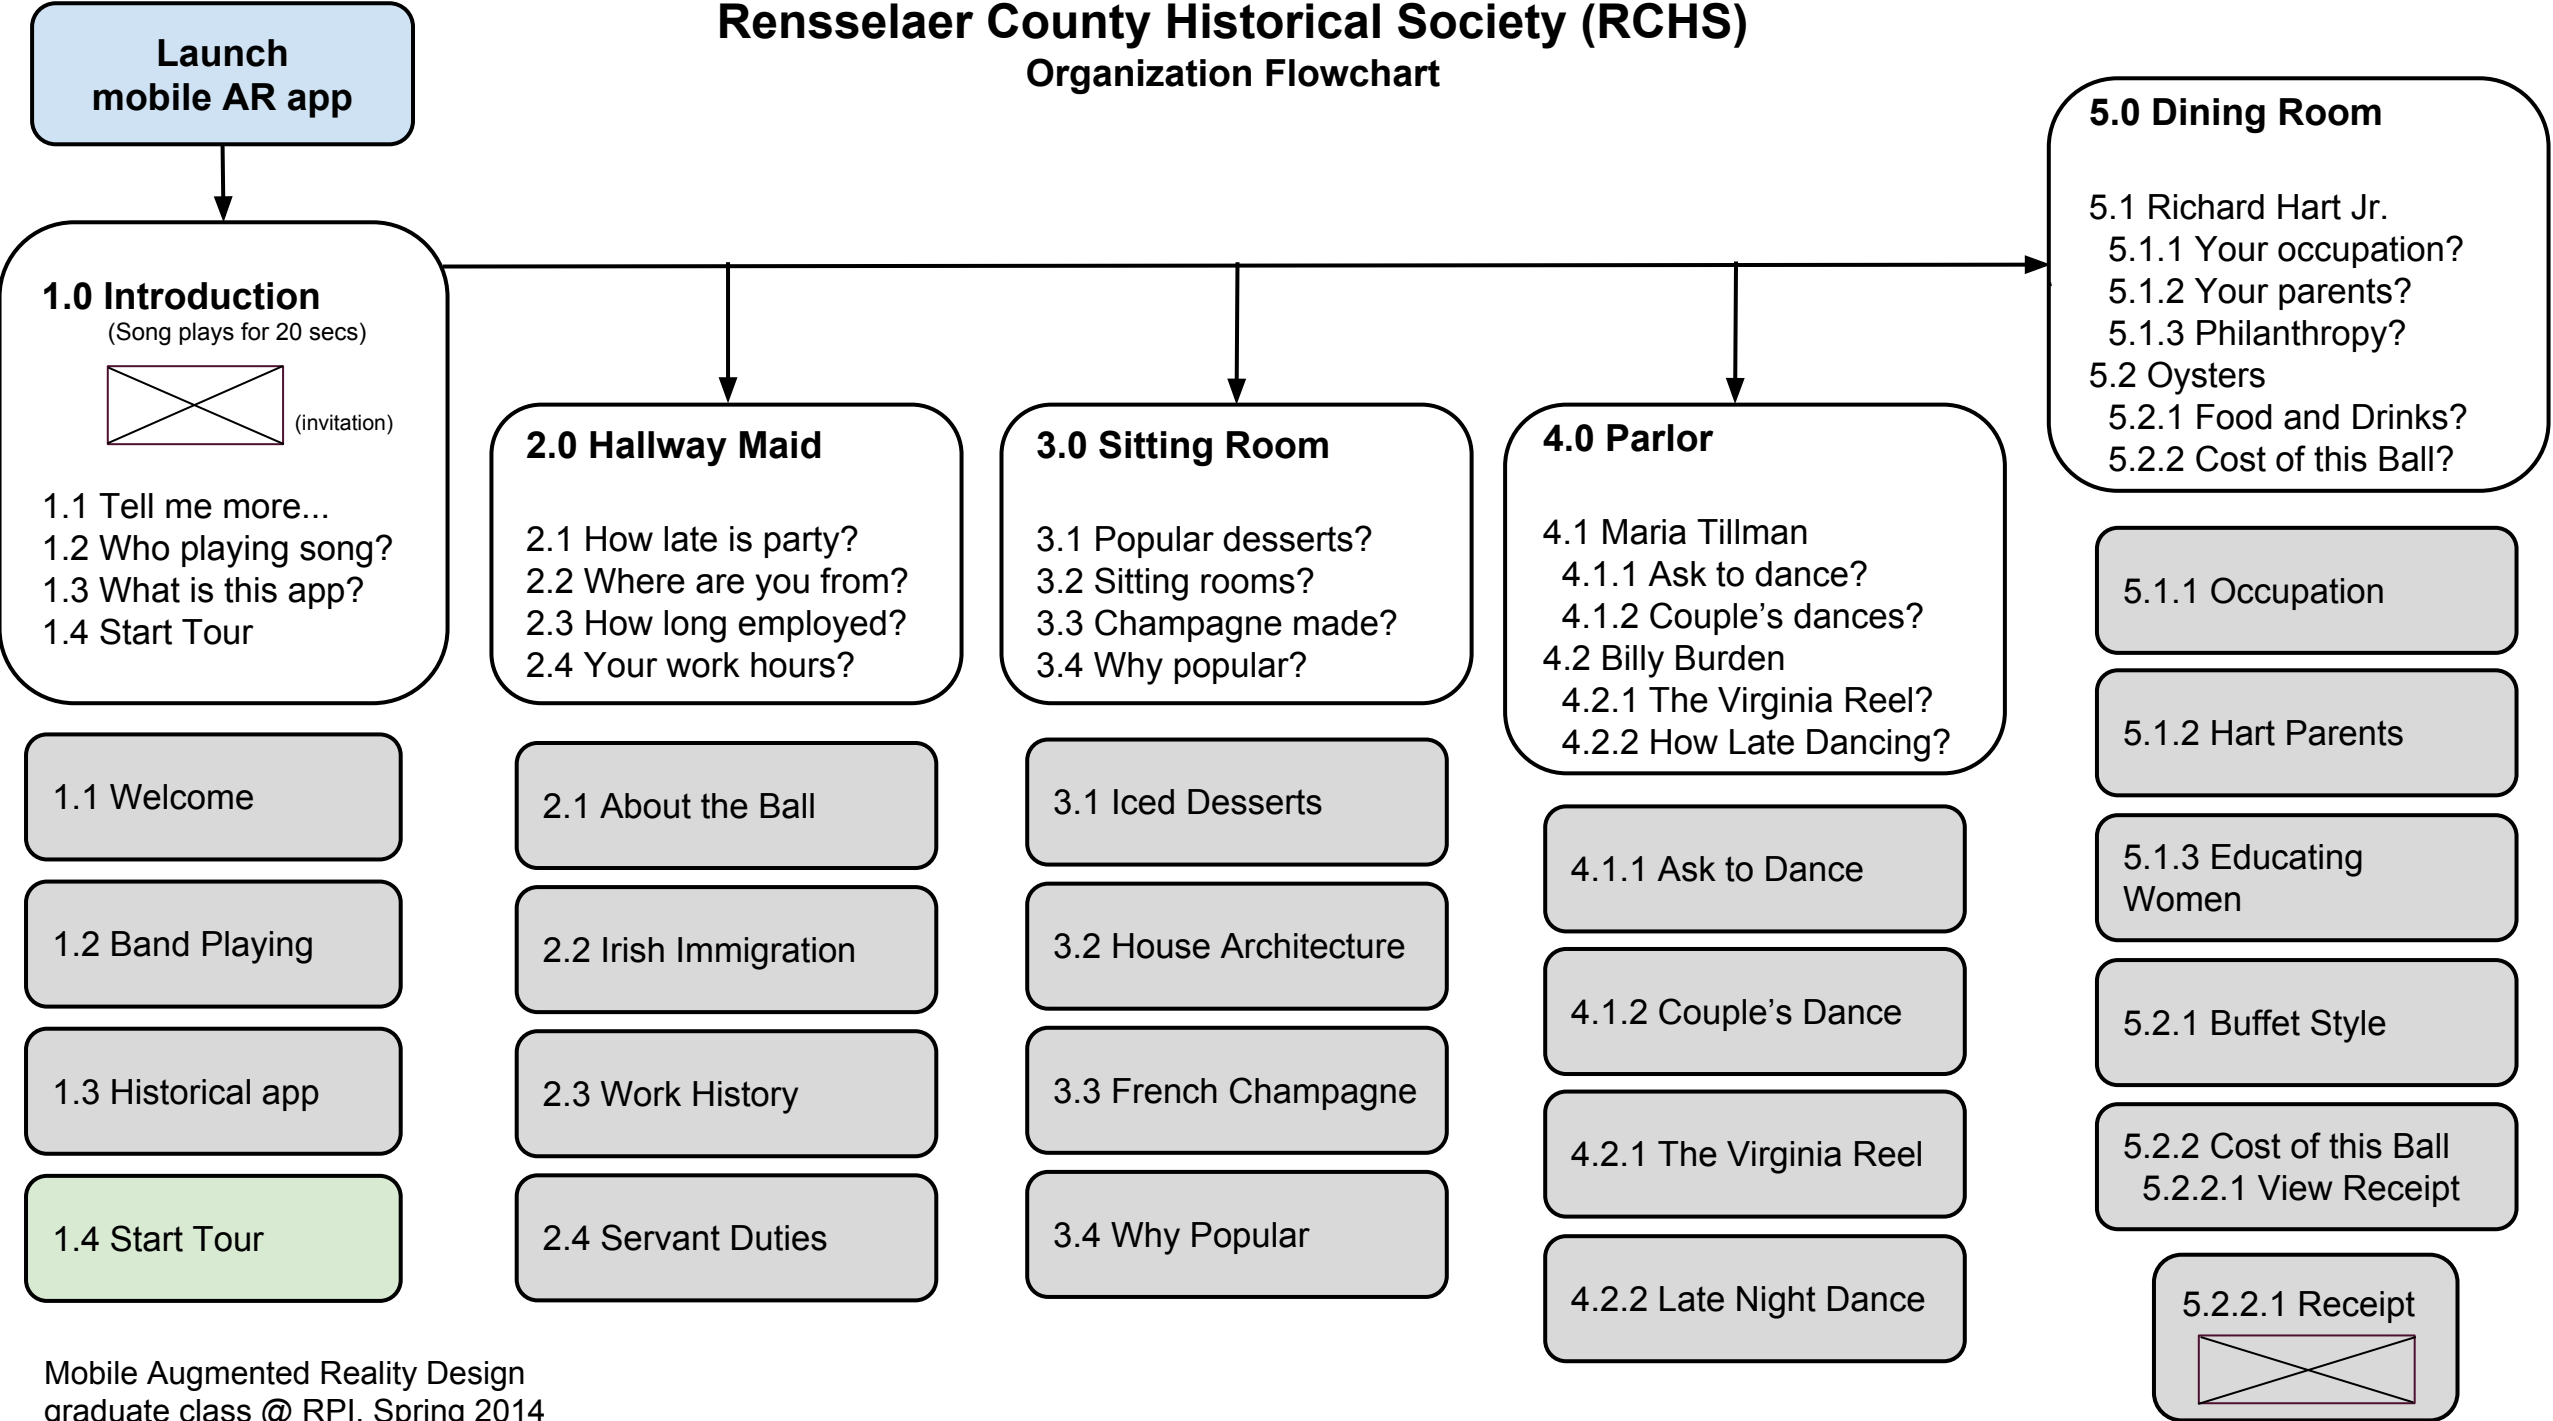 Rensselaer County Historical Society (RCHS)
Organization Flowchart
Launch
mobile AR app
1.0 Introduction
(Song plays for 20 secs)
(invitation)
1.1 Tell me more...
1.2 Who playing song?
1.3 What is this app?
1.4 Start Tour
1.1 Welcome
1.2 Band Playing
1.3 Historical app
1.4 Start Tour
2.0 Hallway Maid
2.1 How late is party?
2.2 Where are you from?
2.3 How long employed?
2.4 Your work hours?
2.1 About the Ball
2.2 Irish Immigration
2.3 Work History
2.4 Servant Duties
3.0 Sitting Room
3.1 Popular desserts?
3.2 Sitting rooms?
3.3 Champagne made?
3.4 Why popular?
3.1 Iced Desserts
3.2 House Architecture
3.3 French Champagne
3.4 Why Popular
4.0 Parlor
4.1 Maria Tillman
4.1.1 Ask to dance?
4.1.2 Couple’s dances?
4.2 Billy Burden
4.2.1 The Virginia Reel?
4.2.2 How Late Dancing?
4.1.1 Ask to Dance
4.1.2 Couple’s Dance
4.2.1 The Virginia Reel
4.2.2 Late Night Dance
5.0 Dining Room
5.1 Richard Hart Jr.
5.1.1 Your occupation?
5.1.2 Your parents?
5.1.3 Philanthropy?
5.2 Oysters
5.2.1 Food and Drinks?
5.2.2 Cost of this Ball?
5.1.1 Occupation
5.1.2 Hart Parents
5.1.3 Educating
Women
5.2.1 Buffet Style
5.2.2 Cost of this Ball
5.2.2.1 View Receipt
5.2.2.1 Receipt
Mobile Augmented Reality Design
graduate class @ RPI, Spring 2014